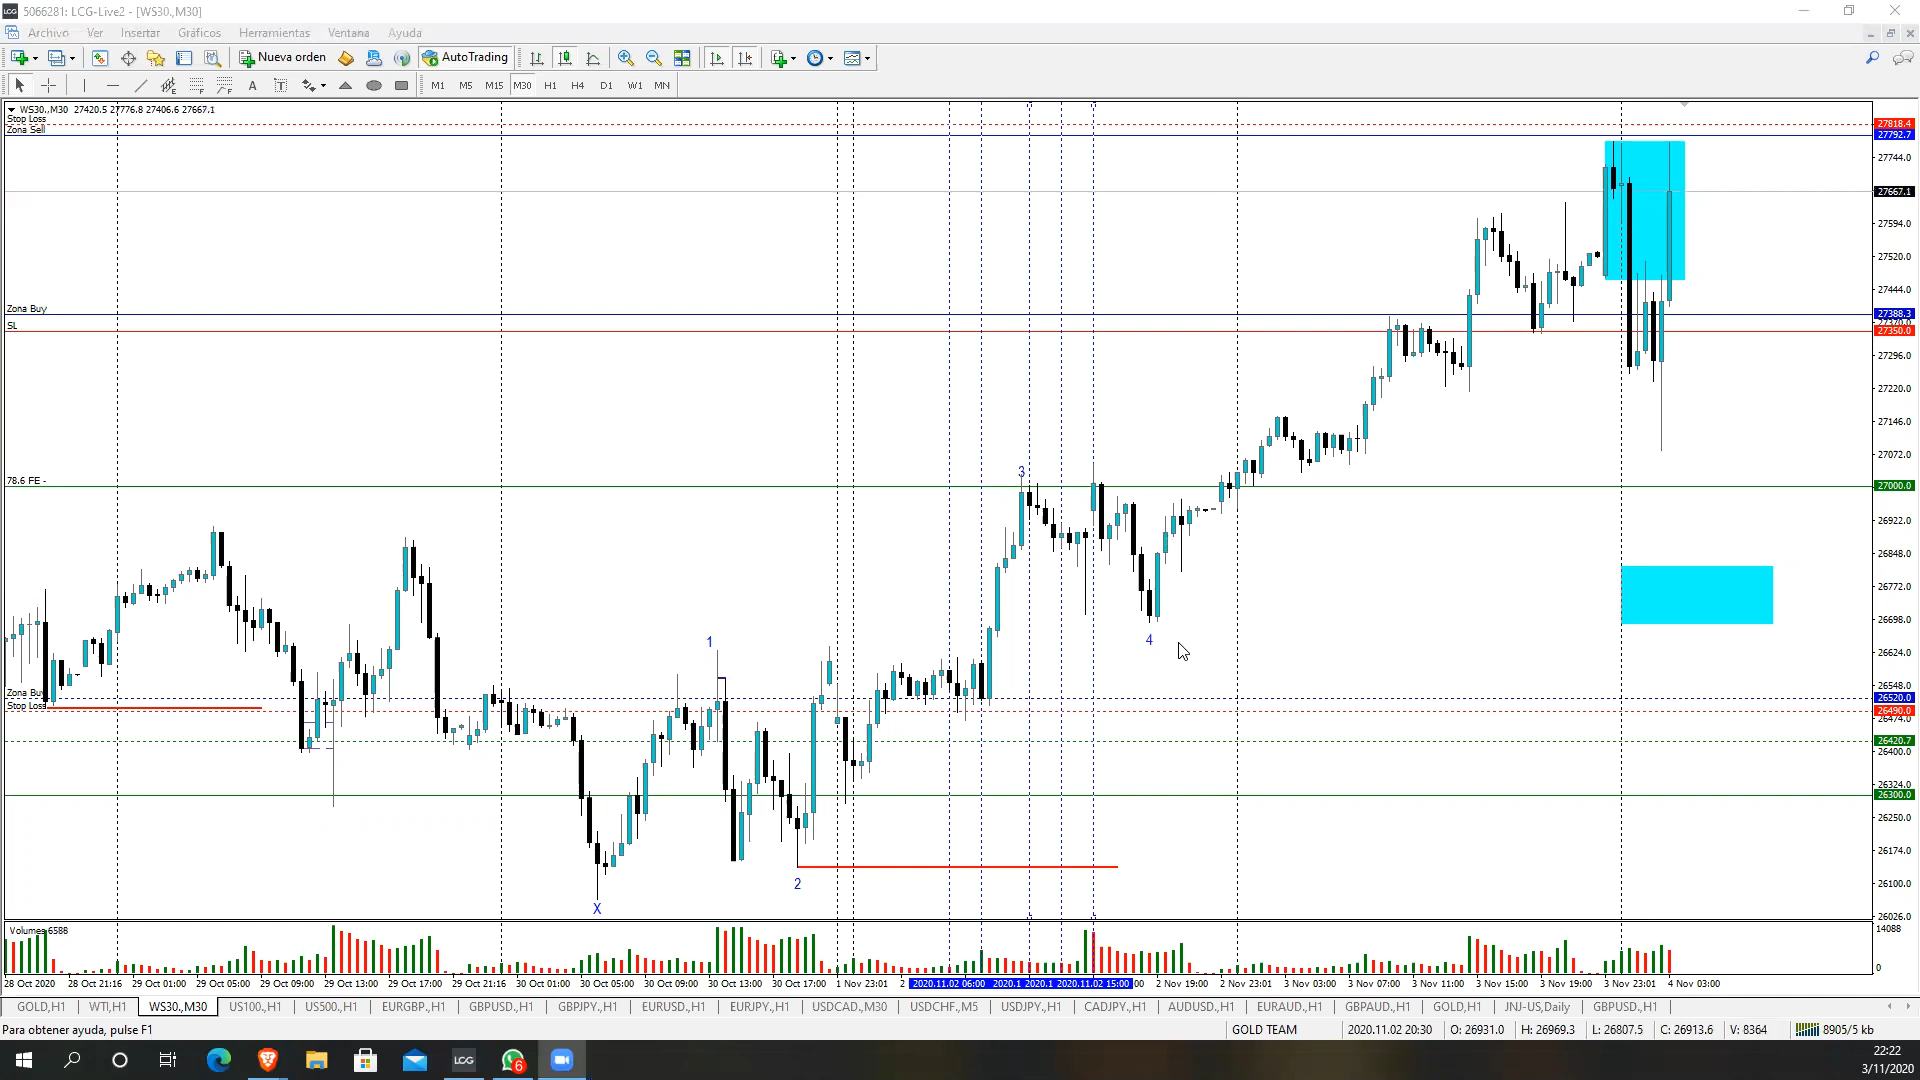 5066281: LCG-Live2 - [WS30.,M30]
Archivo Ver Insertar Gráficos Herramientas Ventana Ayuda
Nueva orden AutoTrading
M1 M5 M15 M30 H1 H4 D1 W1 MN
WS30.,M30 27420.5 27776.8 27406.6 27667.1
Stop Loss
27818.4
Zona Sell
27792.7
27744.0
27667.1
27594.0
27520.0
27444.0
Zona Buy
27388.3
SL
27350.0
27296.0
27220.0
27146.0
27072.0
3
78.6 FE -
27000.0
26922.0
26848.0
26772.0
26698.0
1
4
26624.0
26548.0
Zona Buy
26520.0
Stop Loss
26490.0
26474.0
26420.7
26400.0
26324.0
26300.0
26250.0
26174.0
2
26100.0
X
26026.0
Volumes 6588
14088
0
28 Oct 2020 28 Oct 21:16 29 Oct 01:00 29 Oct 05:00 29 Oct 09:00 29 Oct 13:00 29 Oct 17:00 29 Oct 21:16 30 Oct 01:00 30 Oct 05:00 30 Oct 09:00 30 Oct 13:00 30 Oct 17:00 1 Nov 23:01 2 2020.11.02 06:00 2020.1 2020.1 2020.11.02 15:00 00 2 Nov 19:00 2 Nov 23:01 3 Nov 03:00 3 Nov 07:00 3 Nov 11:00 3 Nov 15:00 3 Nov 19:00 3 Nov 23:01 4 Nov 03:00
GOLD,H1 WTI,H1 WS30.,M30 US100.,H1 US500.,H1 EURGBP.,H1 GBPUSD.,H1 GBPJPY.,H1 EURUSD.,H1 EURJPY.,H1 USDCAD.,M30 USDCHF.,M5 USDJPY.,H1 CADJPY.,H1 AUDUSD.,H1 EURAUD.,H1 GBPAUD.,H1 GOLD,H1 JNJ-US,Daily GBPUSD.,H1
Para obtener ayuda, pulse F1 GOLD TEAM 2020.11.02 20:30 O: 26931.0 H: 26969.3 L: 26807.5 C: 26913.6 V: 8364 8905/5 kb
LCG 6
22:22
3/11/2020